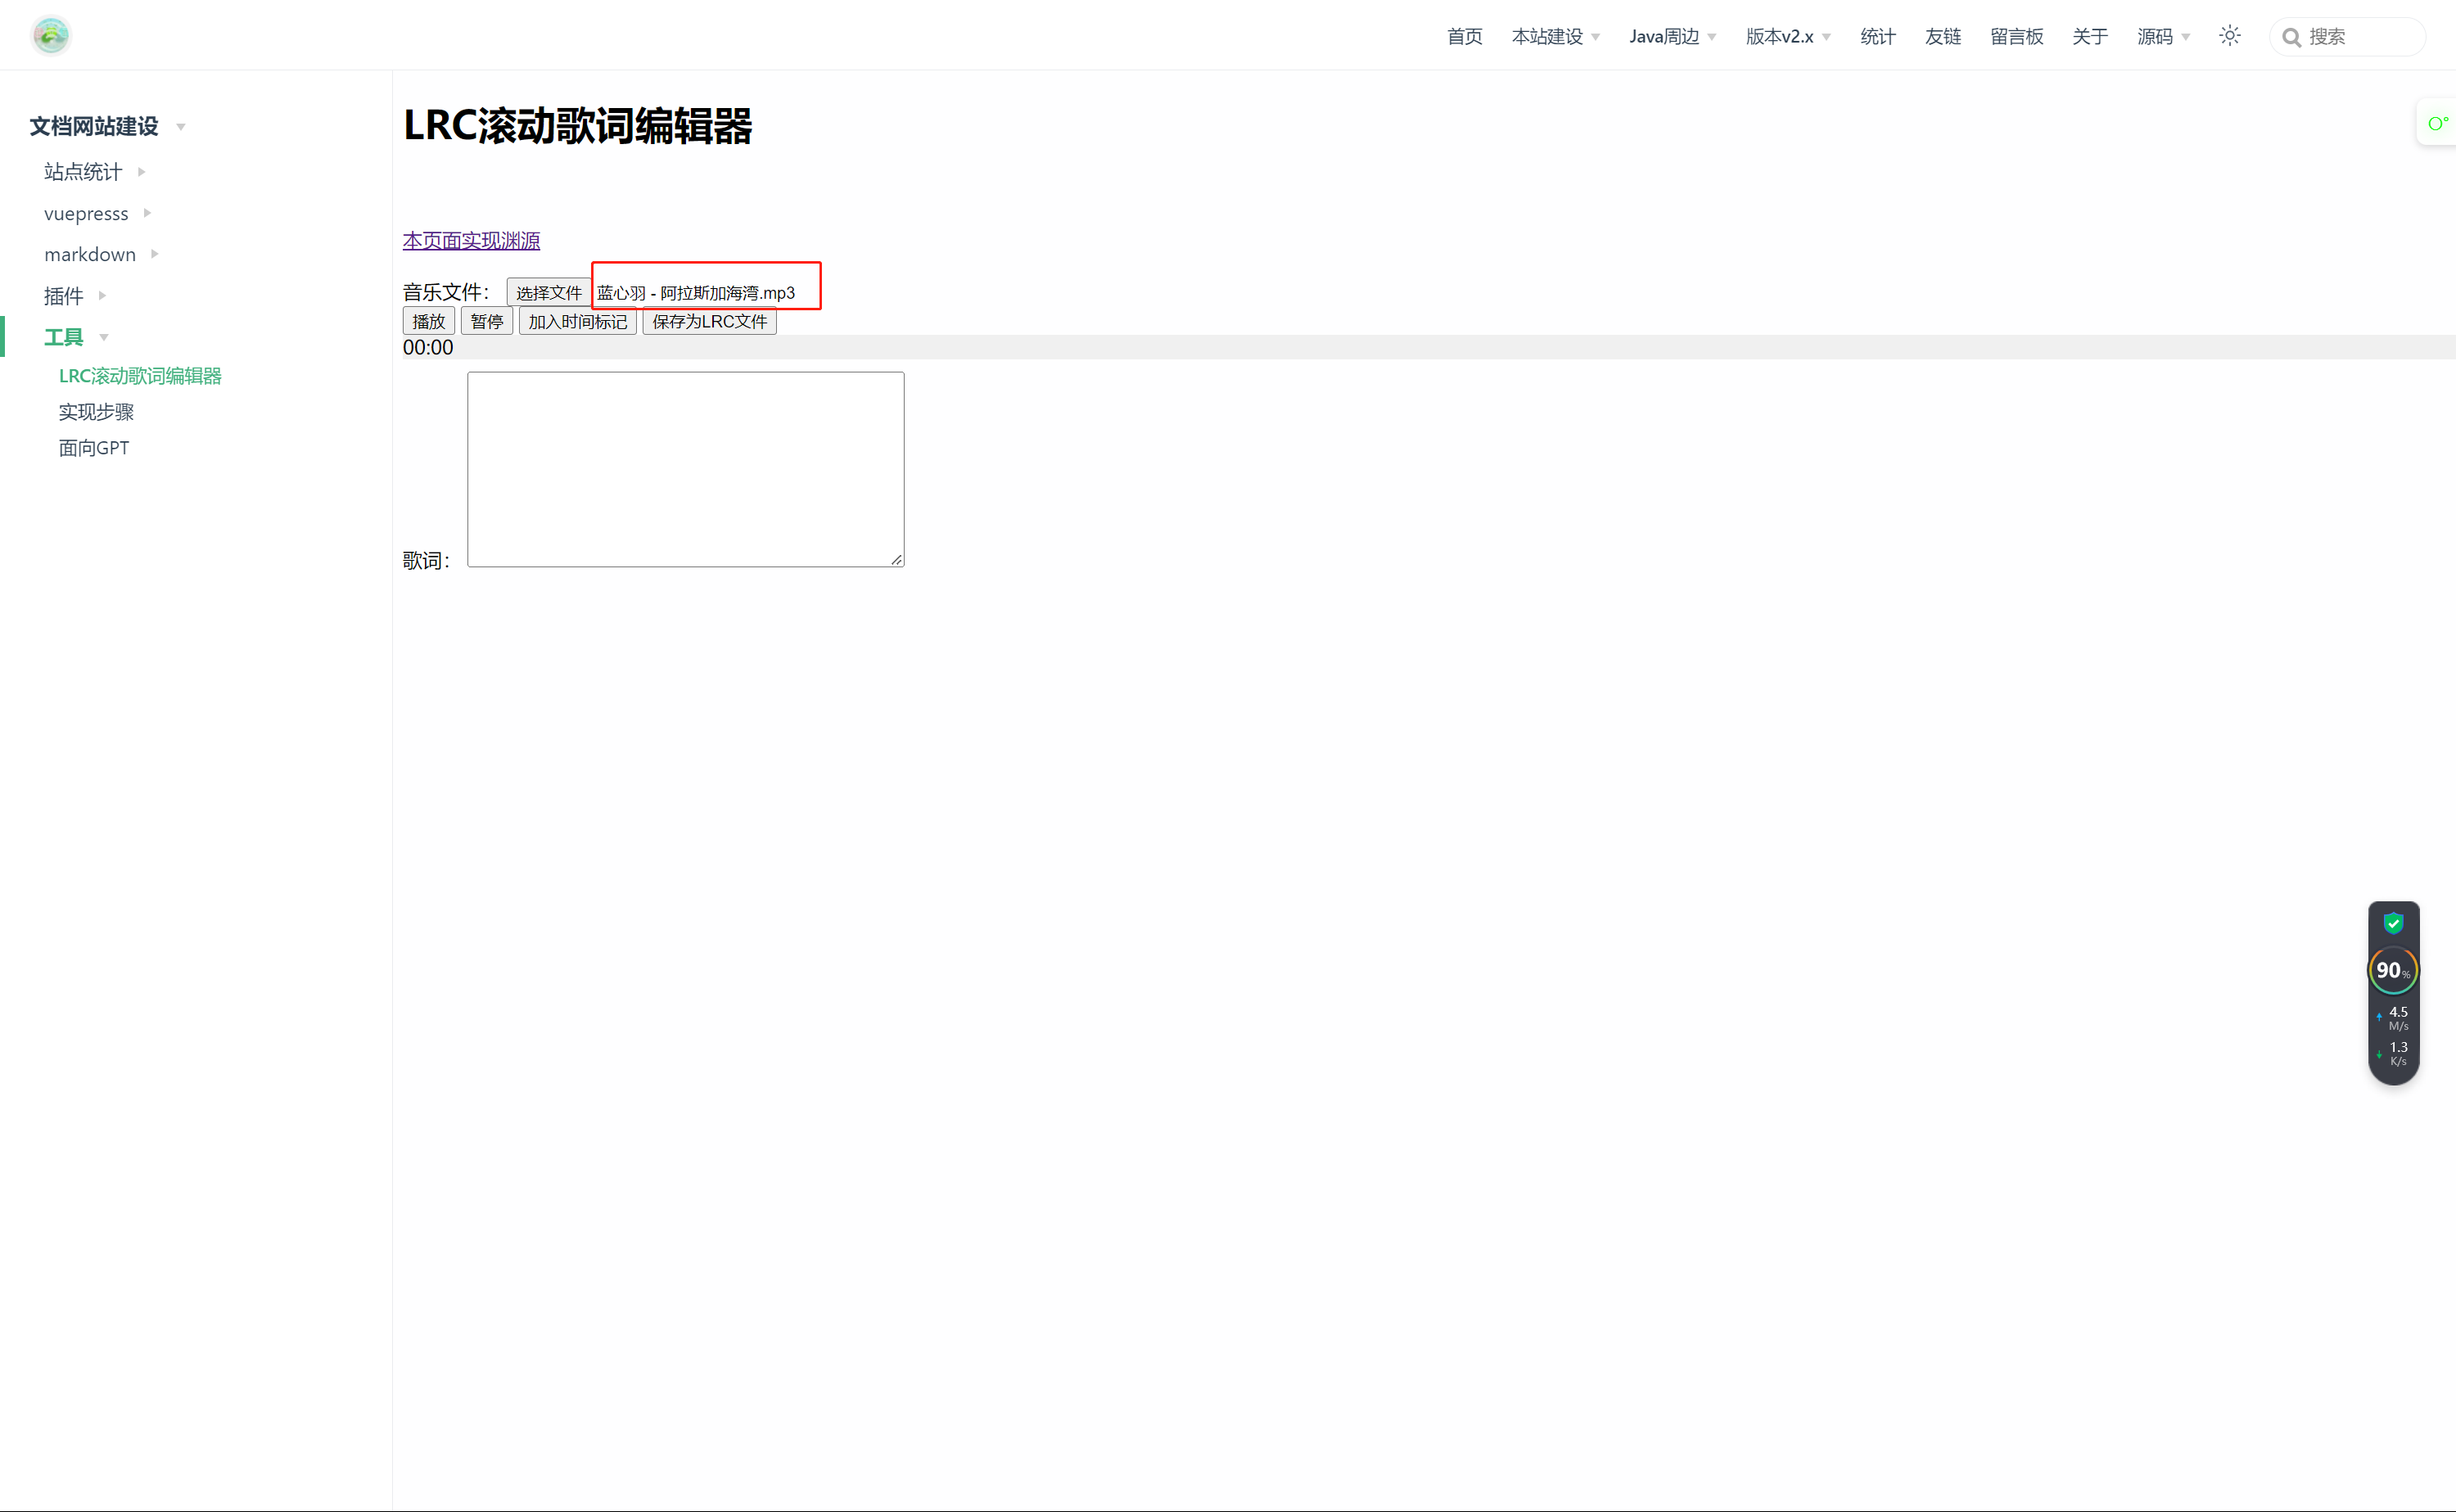 首页 本站建设 Java周边 版本v2.x 统计 友链 留言板 关于 源码 搜索
文档网站建设
站点统计
vuepresss
markdown
插件
工具
LRC滚动歌词编辑器
实现步骤
面向GPT
LRC滚动歌词编辑器
本页面实现渊源
音乐文件： 选择文件 蓝心羽 - 阿拉斯加海湾.mp3
播放 暂停 加入时间标记 保存为LRC文件
00:00
歌词：
90%
4.5
M/s
1.3
K/s